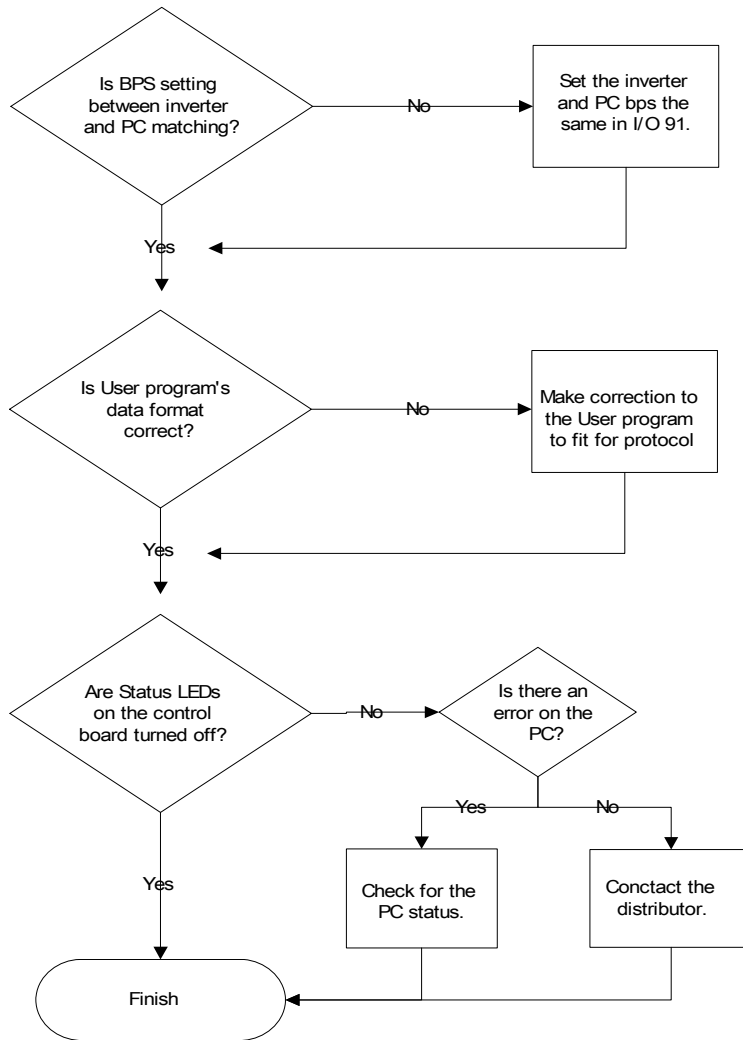 Is BPS setting
between inverter
and PC matching?
No
Set the inverter
and PC bps the
same in I/O 91.
Yes
Is User program's
data format
correct?
No
Make correction to
the User program
to fit for protocol
Yes
Are Status LEDs
on the control
board turned off?
No
Is there an
error on the
PC?
Yes
No
Yes
Check for the
PC status.
Conctact the
distributor.
Finish